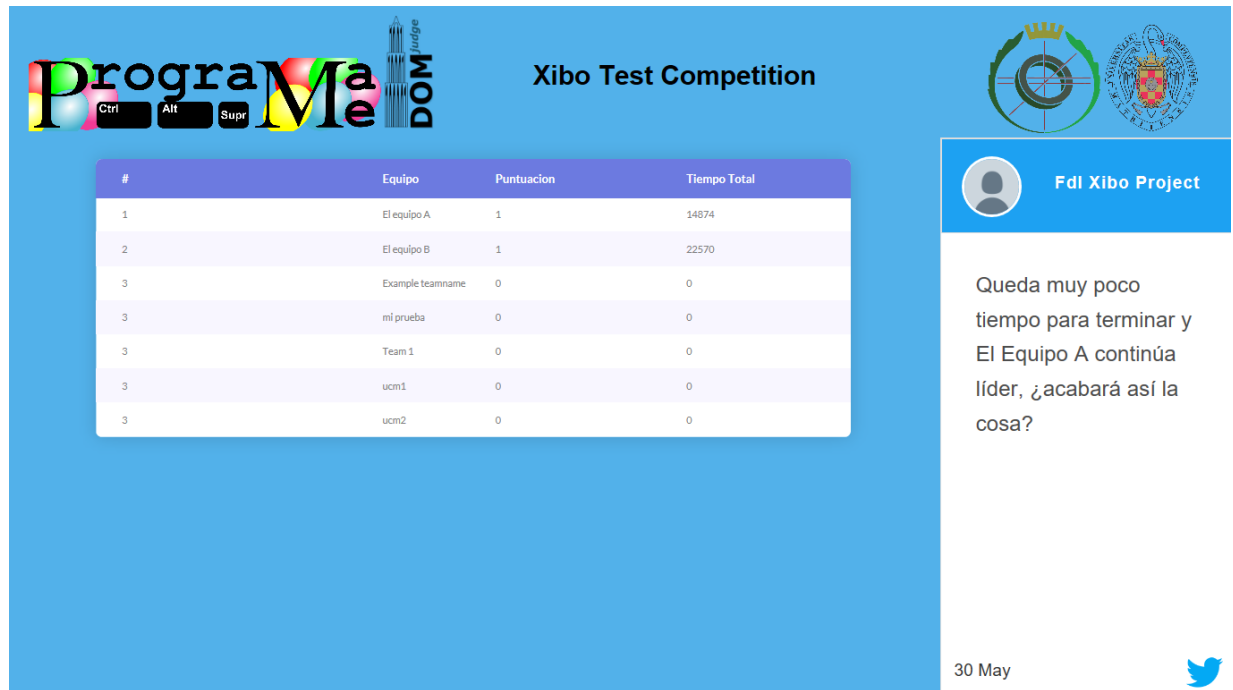 PrograMa
Me
Ctrl Alt Supr
DOMjudge
Xibo Test Competition
# Equipo Puntuacion Tiempo Total
1 El equipo A 1 14874
2 El equipo B 1 22570
3 Example teamname 0 0
3 mi prueba 0 0
3 Team 1 0 0
3 ucm1 0 0
3 ucm2 0 0
FdI Xibo Project
Queda muy poco
tiempo para terminar y
El Equipo A continúa
líder, ¿acabará así la
cosa?
30 May